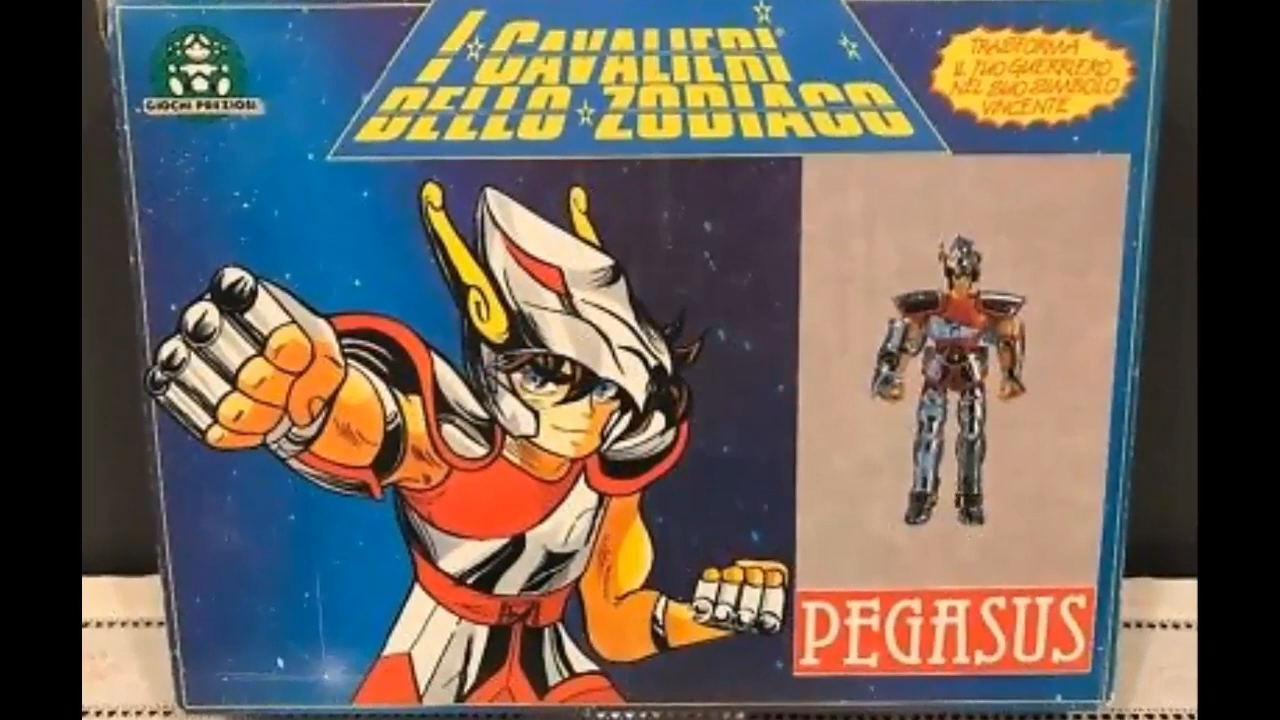 GIOCHI PREZIOSI
I CAVALIERI
DELLO ZODIACO
TRASFORMA
IL TUO GUERRIERO
NEL SUO SIMBOLO
VINCENTE
PEGASUS